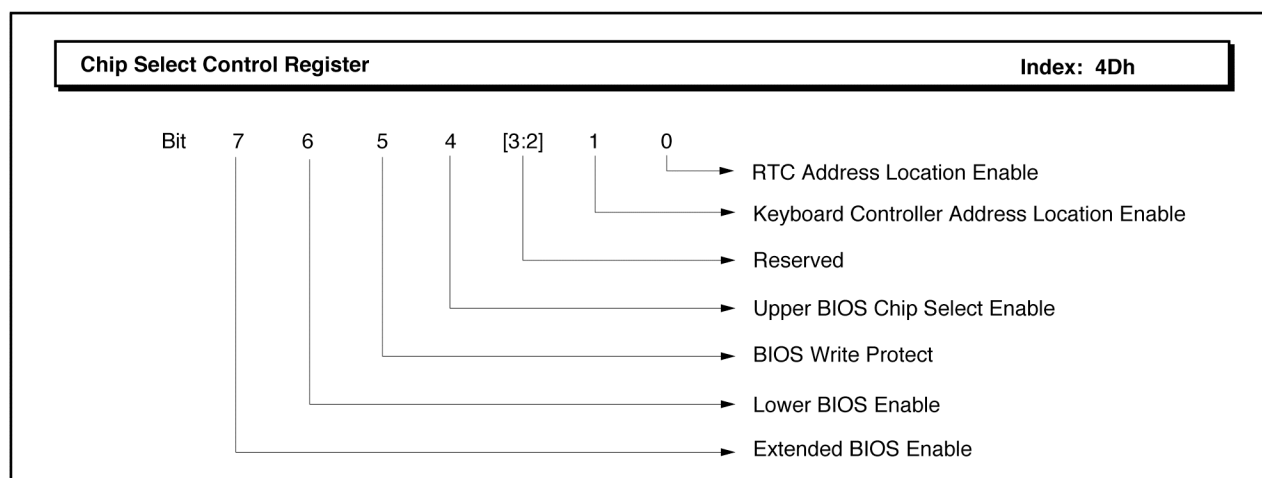 Chip Select Control Register Index: 4Dh
Bit 7 6 5 4 [3:2] 1 0
RTC Address Location Enable
Keyboard Controller Address Location Enable
Reserved
Upper BIOS Chip Select Enable
BIOS Write Protect
Lower BIOS Enable
Extended BIOS Enable